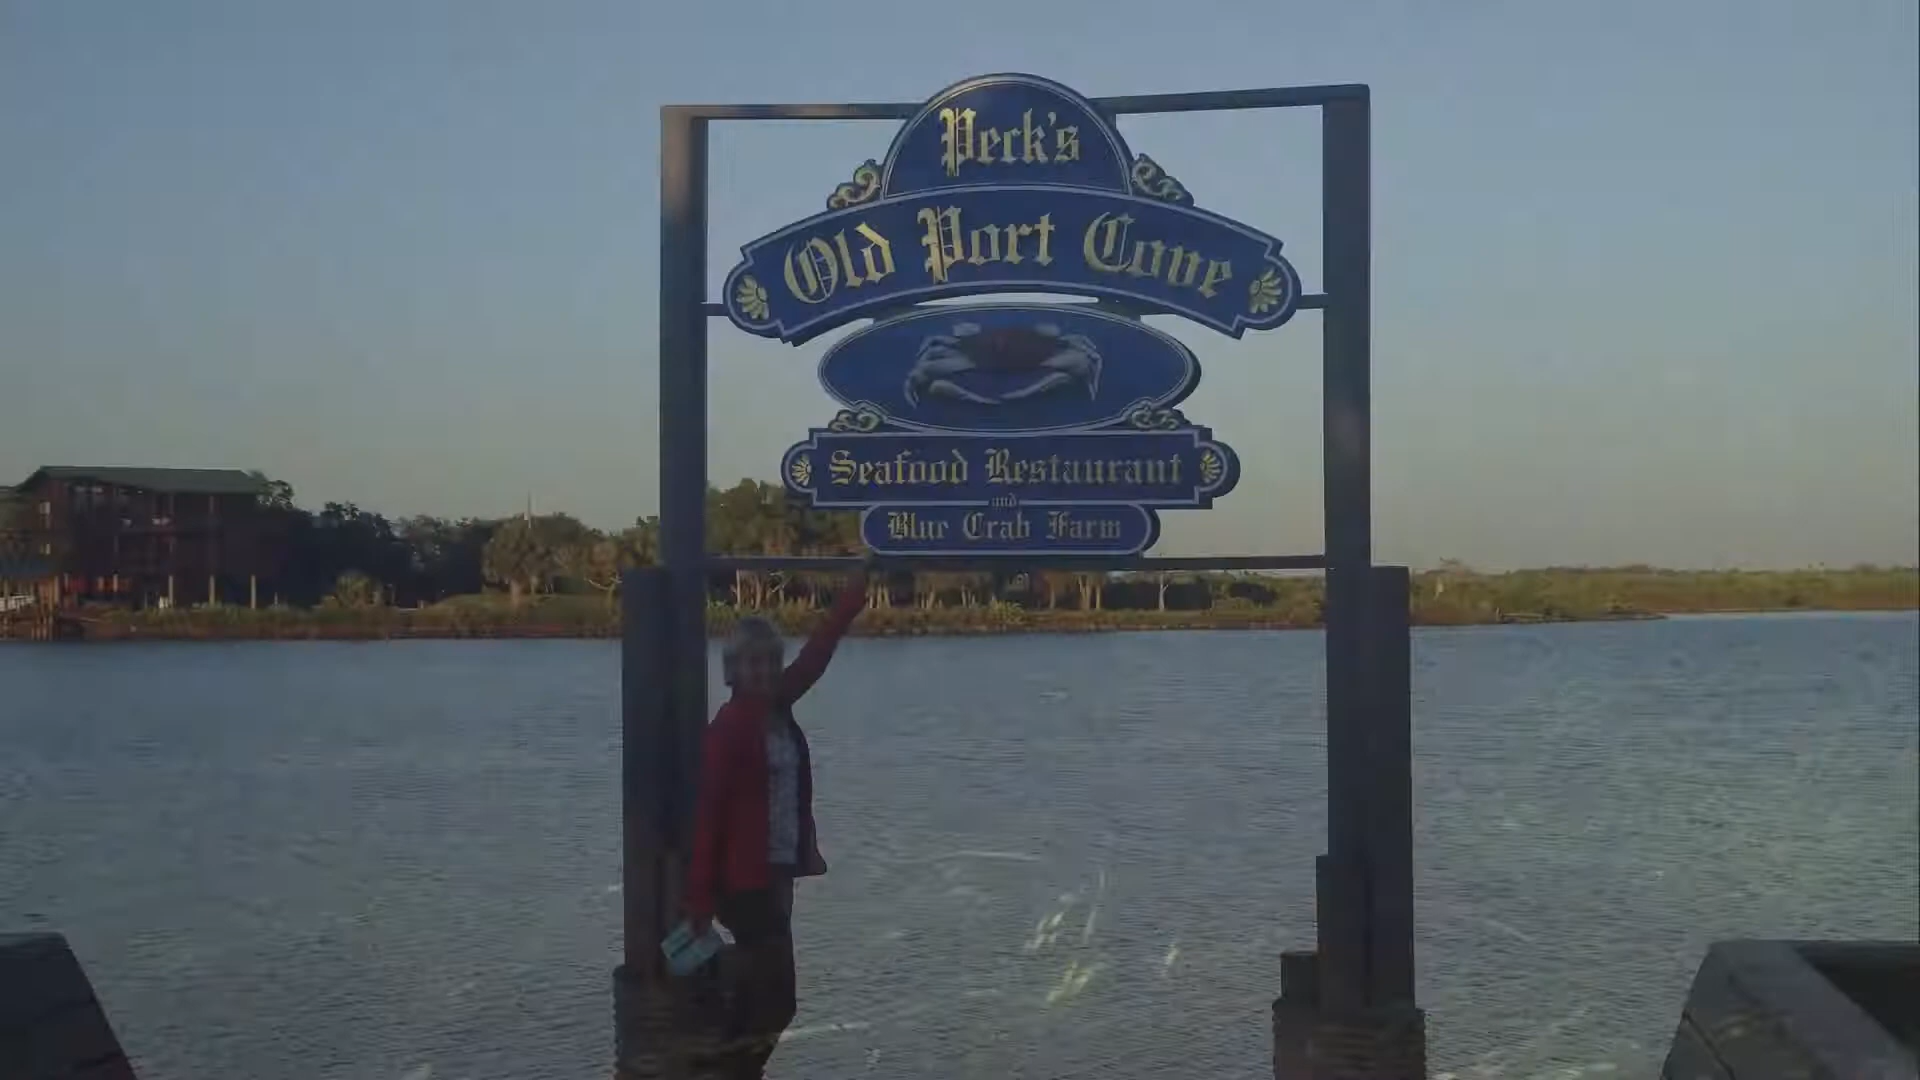 Peck's
Old Port Cove
Seafood Restaurant
and
Blue Crab Farm